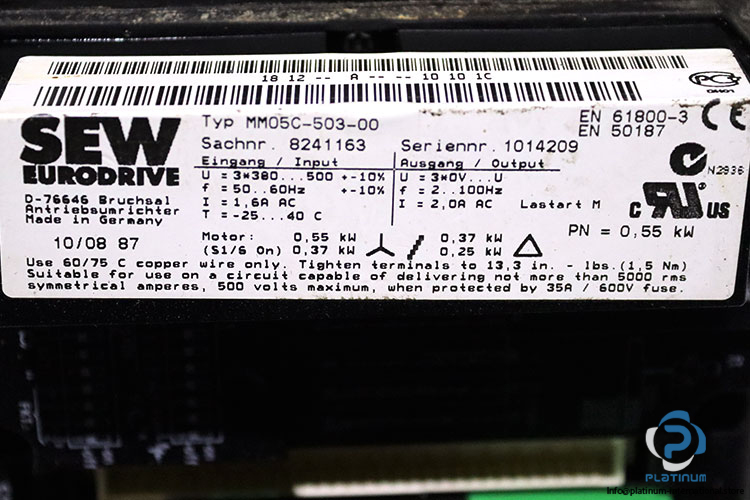 18 12 -- A -- -- 10 10 1C
SEW
EURODRIVE
D-76646 Bruchsal
Antriebsumrichter
Made in Germany
10/08 87
Typ MM05C-503-00
Sachnr. 8241163 Seriennr. 1014209
Eingang / Input
U = 3*380...500 +-10%
f = 50..60Hz +-10%
I = 1,6A AC
T = -25...40 C
Ausgang / Output
U = 3*0V...U
f = 2..100Hz
I = 2,0A AC Lastart M
EN 61800-3
EN 50187
CE
N2936
C UR US
PN = 0,55 kW
Motor: 0,55 kW 0,37 kW
(S1/6 On) 0,37 kW 0,25 kW
Use 60/75 C copper wire only. Tighten terminals to 13,3 in. - lbs.(1,5 Nm)
Suitable for use on a circuit capable of delivering not more than 5000 rms
symmetrical amperes, 500 volts maximum, when protected by 35A / 600V fuse.
PLATINUM